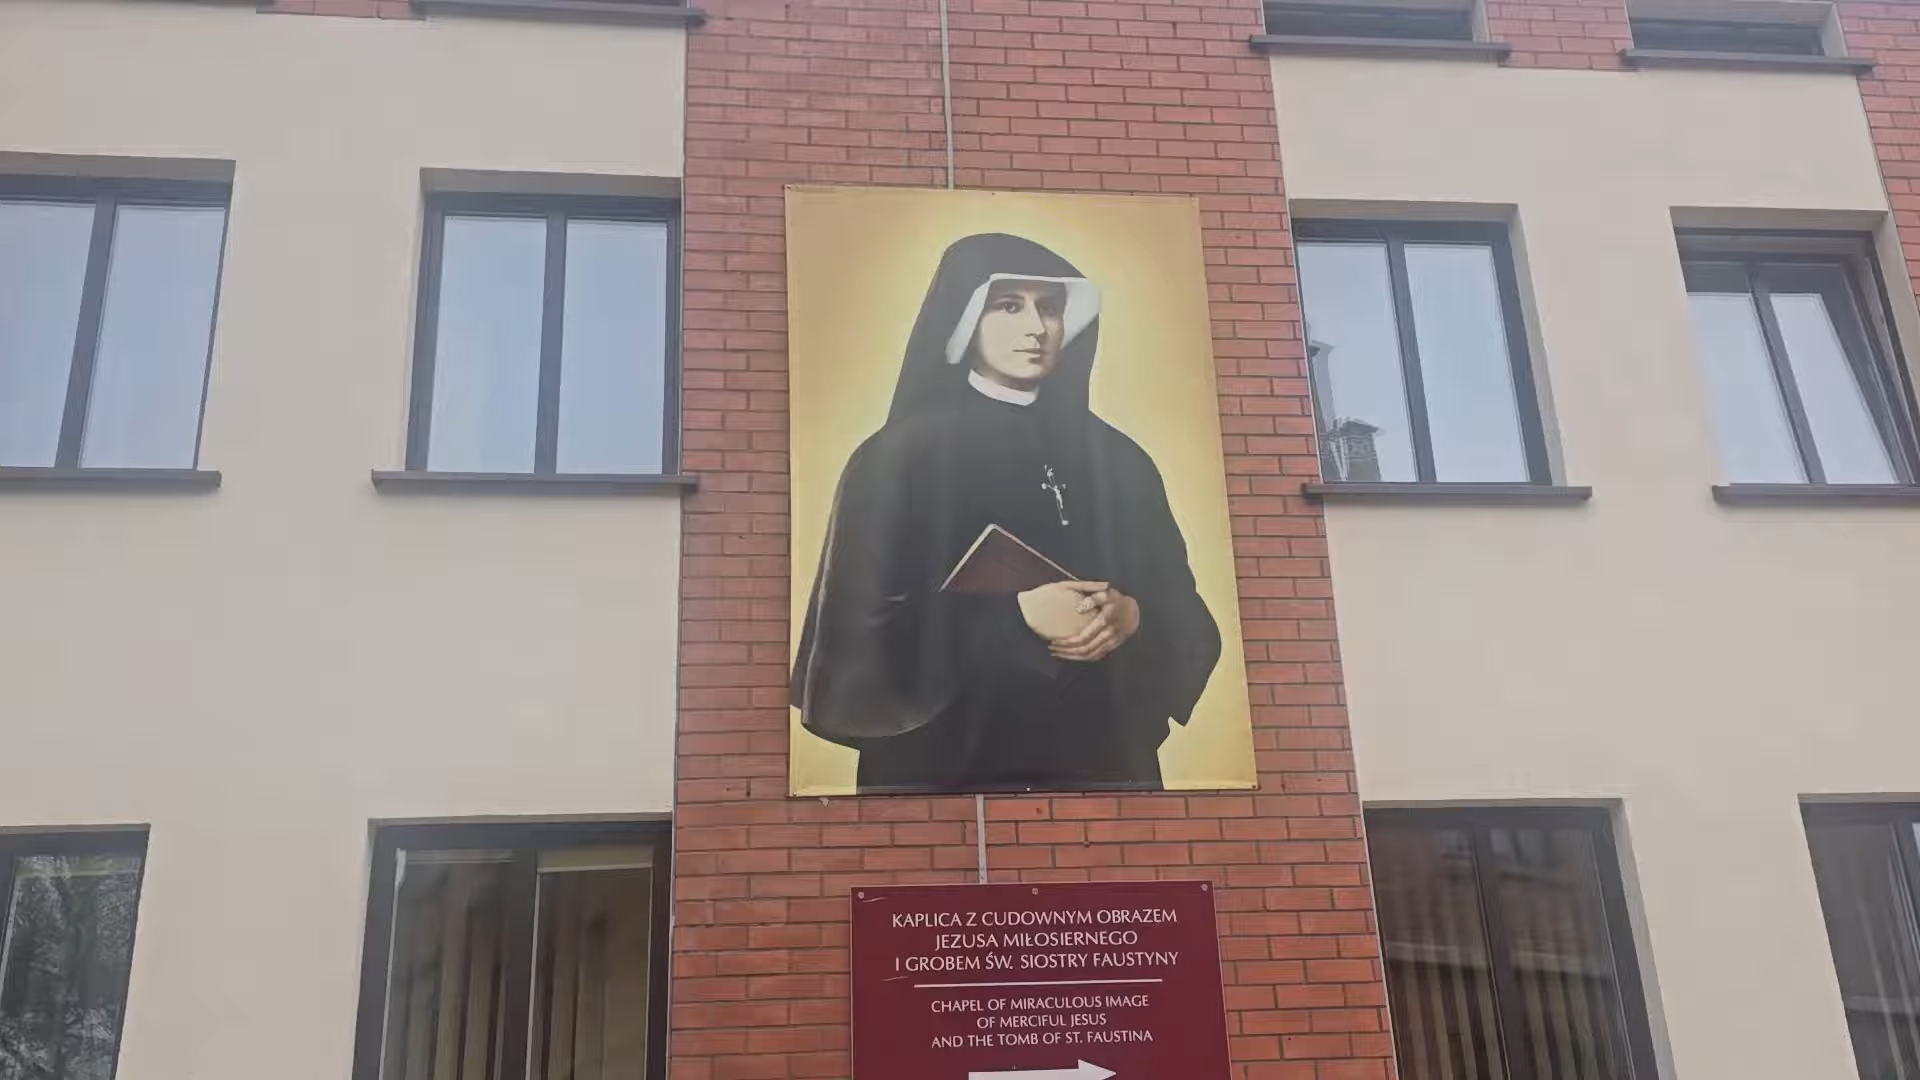 KAPLICA Z CUDOWNYM OBRAZEM
JEZUSA MIŁOSIERNEGO
I GROBEM ŚW. SIOSTRY FAUSTYNY
CHAPEL OF MIRACULOUS IMAGE
OF MERCIFUL JESUS
AND THE TOMB OF ST. FAUSTINA